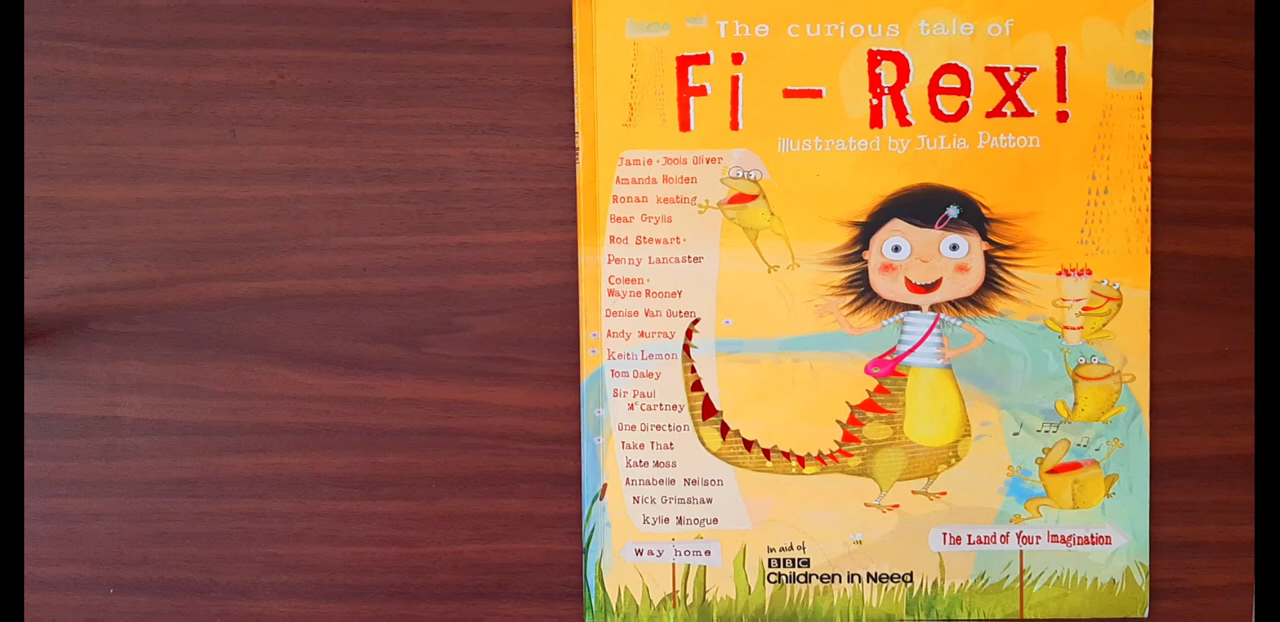 The curious tale of
Fi - Rex!
illustrated by Julia Patton
Jamie + Jools Oliver
Amanda Holden
Ronan keating
Bear Grylls
Rod Stewart +
Penny Lancaster
Coleen +
Wayne Rooney
Denise Van Outen
Andy Murray
Keith Lemon
Tom Daley
Sir Paul
McCartney
One Direction
Take That
Kate Moss
Annabelle Neilson
Nick Grimshaw
Kylie Minogue
Way home
In aid of
BBC
Children in Need
The Land of Your Imagination